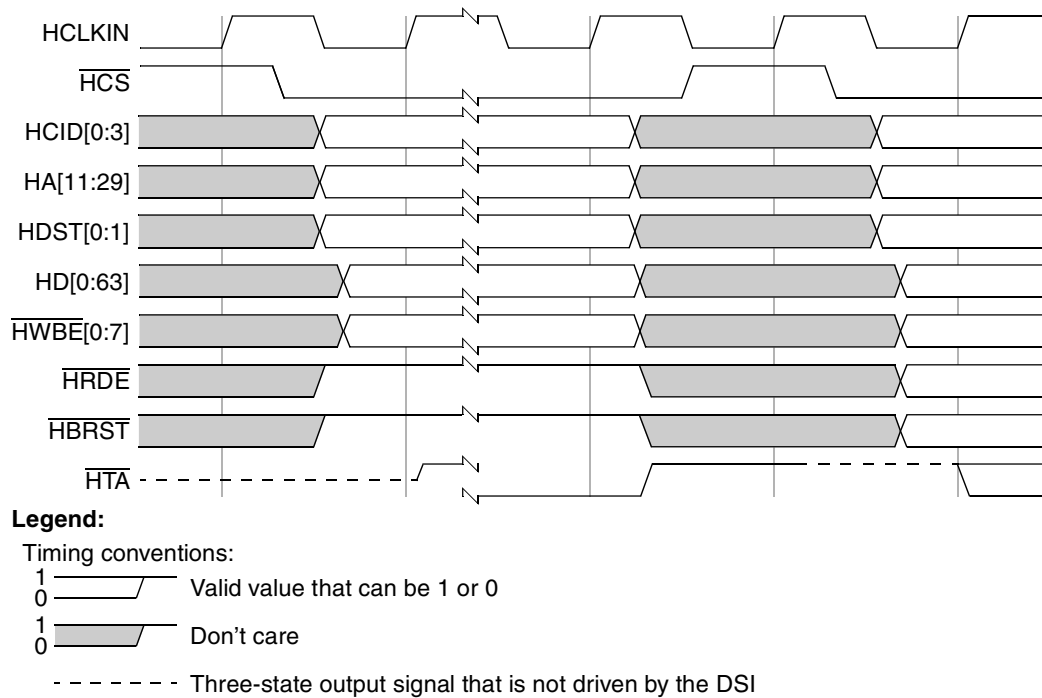 HCLKIN
HCS
HCID[0:3]
HA[11:29]
HDST[0:1]
HD[0:63]
HWBE[0:7]
HRDE
HBRST
HTA
Legend:
Timing conventions:
1
0
Valid value that can be 1 or 0
1
0
Don't care
Three-state output signal that is not driven by the DSI